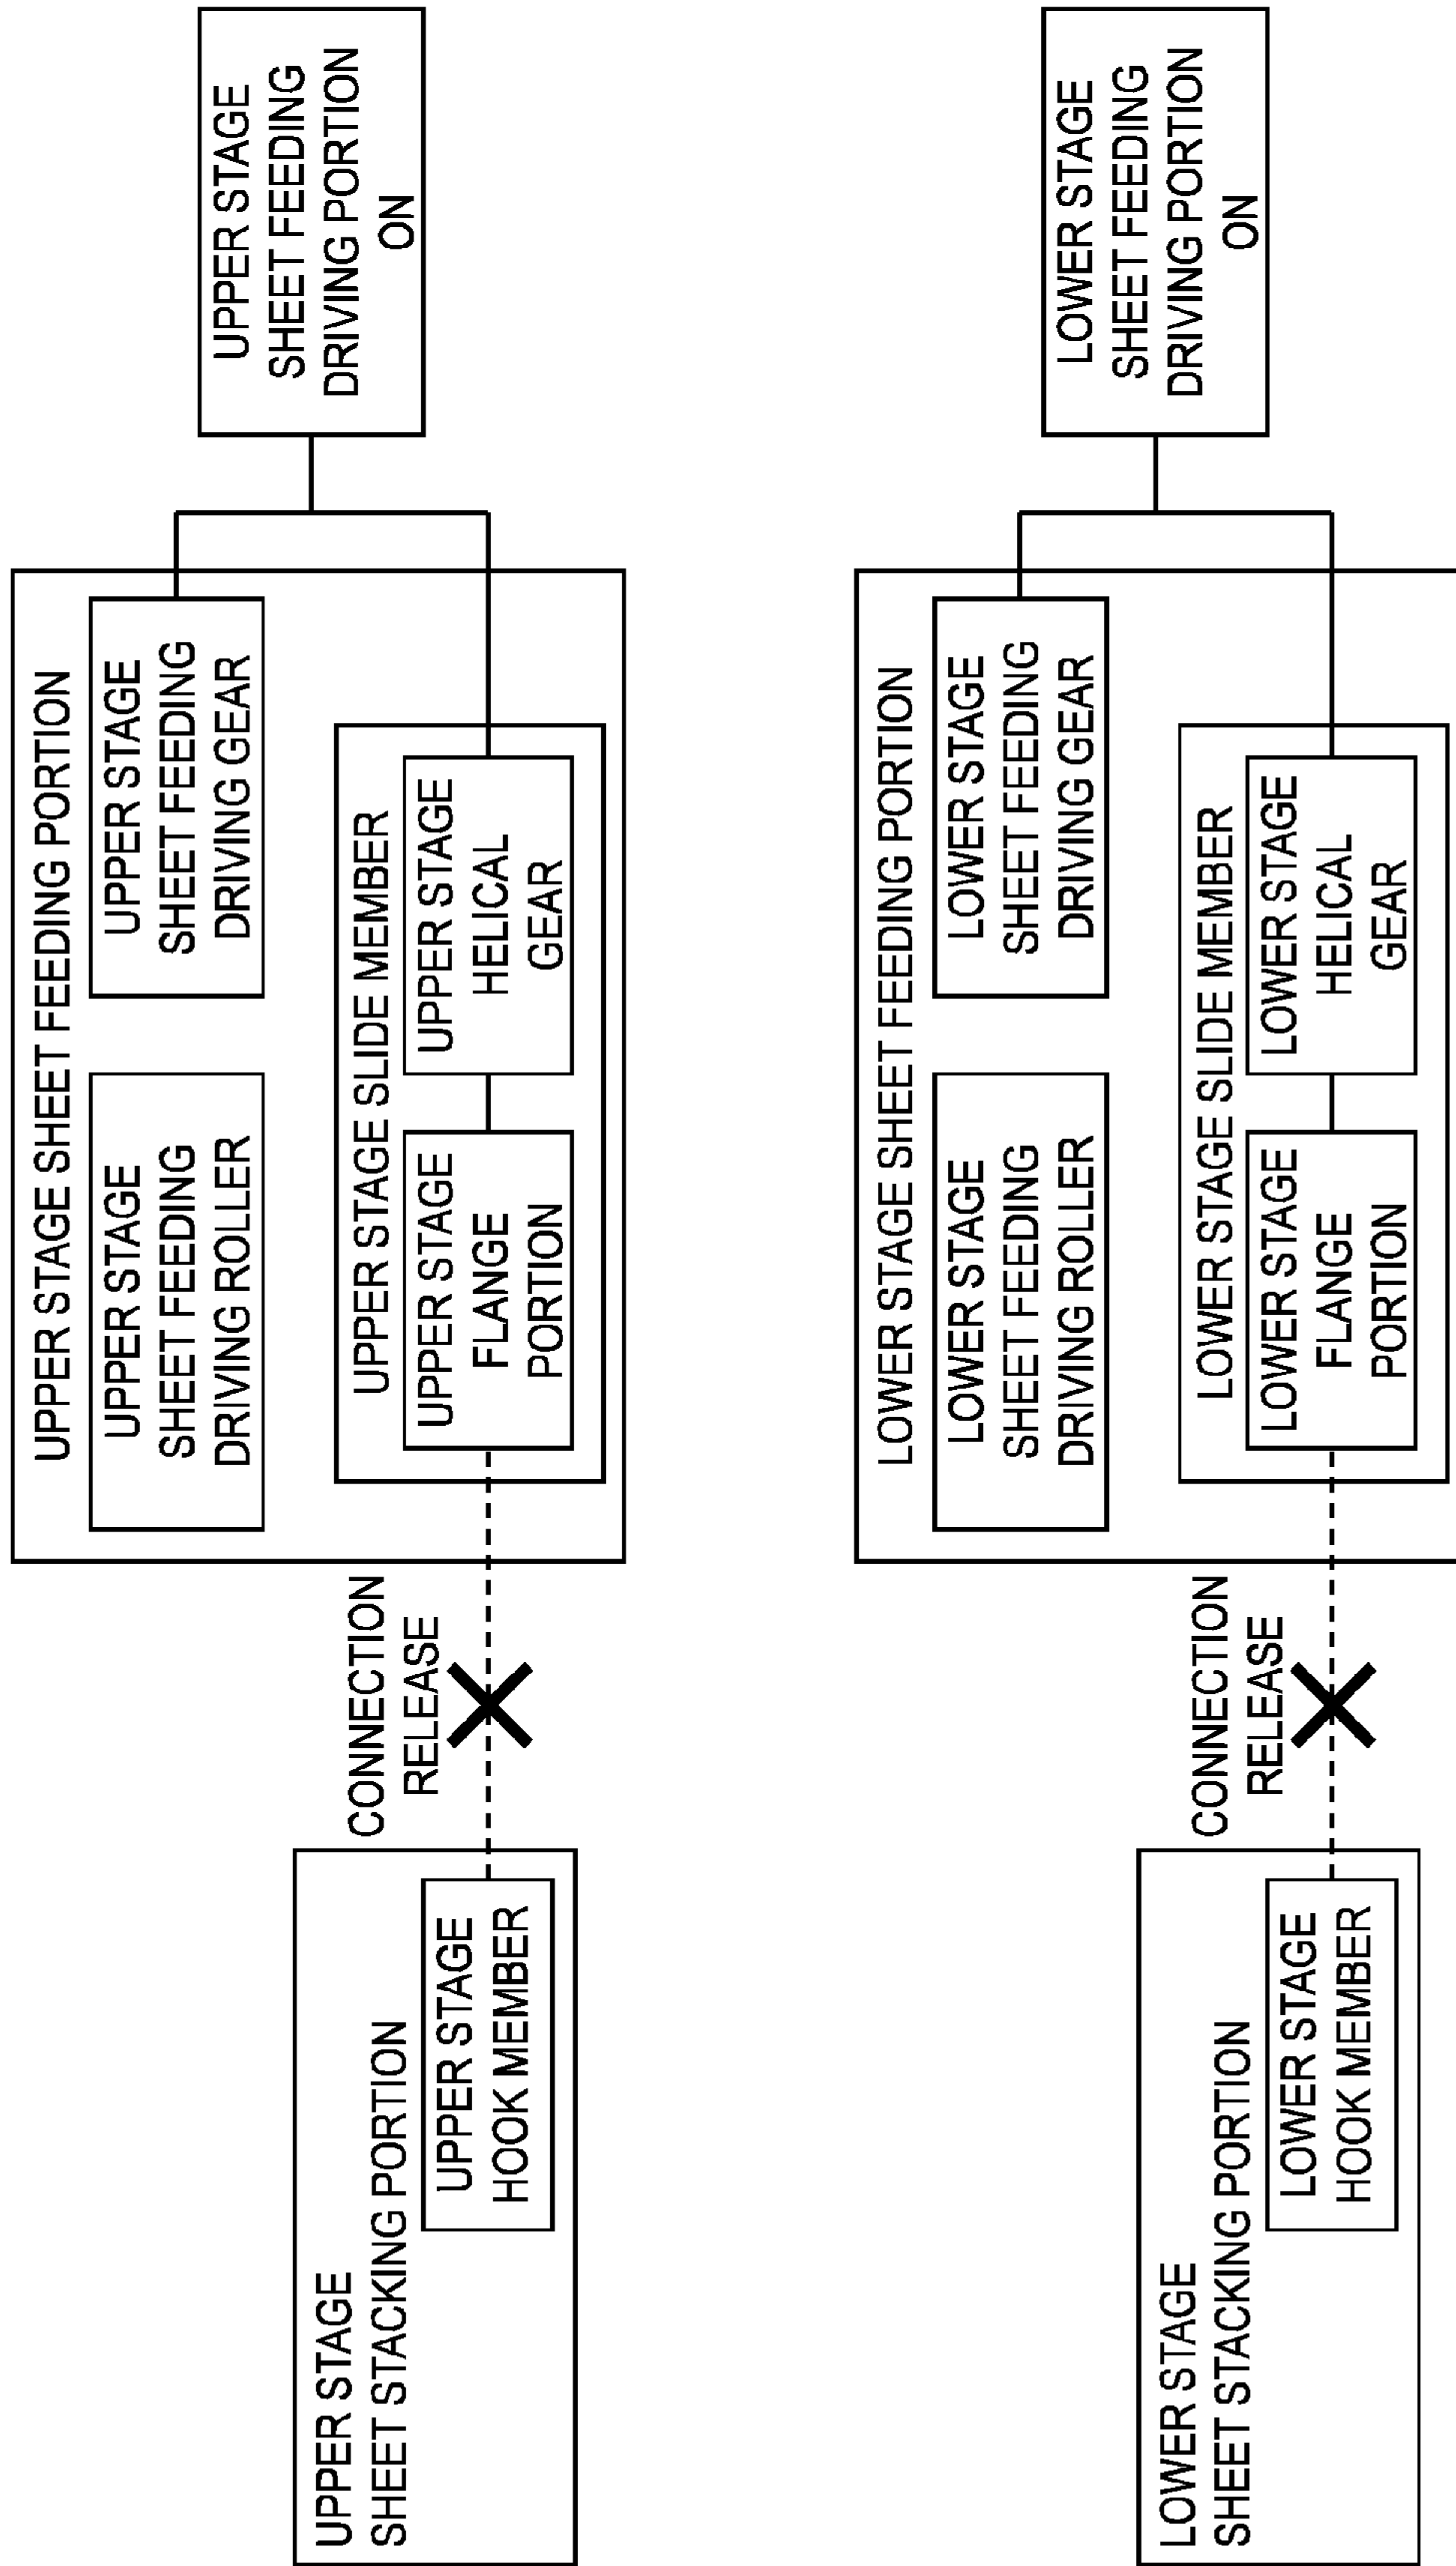 UPPER STAGE
SHEET STACKING PORTION
UPPER STAGE
HOOK MEMBER
CONNECTION
RELEASE
UPPER STAGE SHEET FEEDING PORTION
UPPER STAGE
SHEET FEEDING
DRIVING ROLLER
UPPER STAGE
SHEET FEEDING
DRIVING GEAR
UPPER STAGE SLIDE MEMBER
UPPER STAGE
FLANGE
PORTION
UPPER STAGE
HELICAL
GEAR
UPPER STAGE
SHEET FEEDING
DRIVING PORTION
ON
LOWER STAGE
SHEET STACKING PORTION
LOWER STAGE
HOOK MEMBER
CONNECTION
RELEASE
LOWER STAGE SHEET FEEDING PORTION
LOWER STAGE
SHEET FEEDING
DRIVING ROLLER
LOWER STAGE
SHEET FEEDING
DRIVING GEAR
LOWER STAGE SLIDE MEMBER
LOWER STAGE
FLANGE
PORTION
LOWER STAGE
HELICAL
GEAR
LOWER STAGE
SHEET FEEDING
DRIVING PORTION
ON